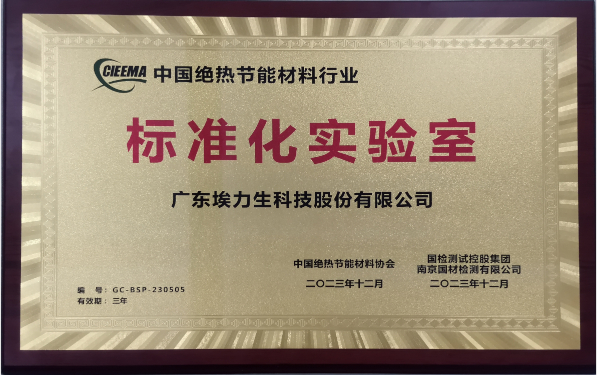 CIEEMA 中国绝热节能材料行业
标准化实验室
广东埃力生科技股份有限公司
中国绝热节能材料协会
二〇二三年十二月
国检测试控股集团
南京国材检测有限公司
二〇二三年十二月
编 号：GC-BSP-230505
有效期：三年